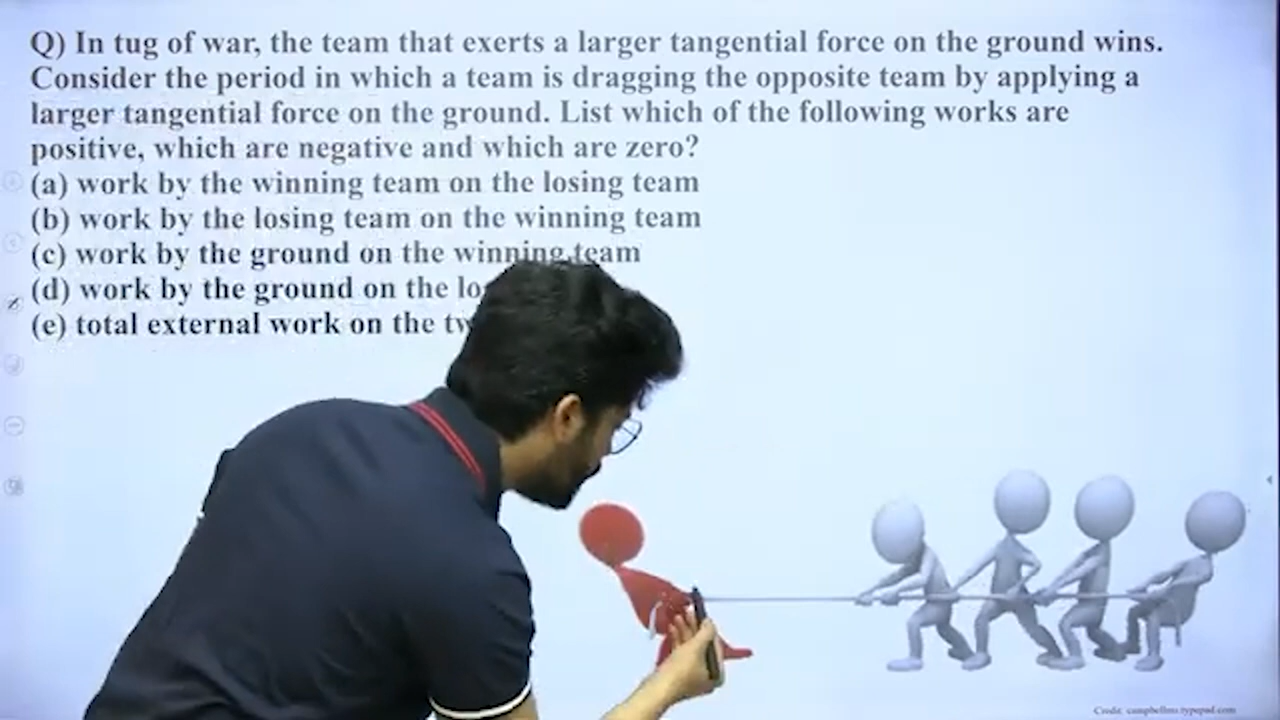 Q) In tug of war, the team that exerts a larger tangential force on the ground wins.
Consider the period in which a team is dragging the opposite team by applying a
larger tangential force on the ground. List which of the following works are
positive, which are negative and which are zero?
(a) work by the winning team on the losing team
(b) work by the losing team on the winning team
(c) work by the ground on the winning team
(d) work by the ground on the
(e) total external work on the
Credit: campbellms.typepad.com